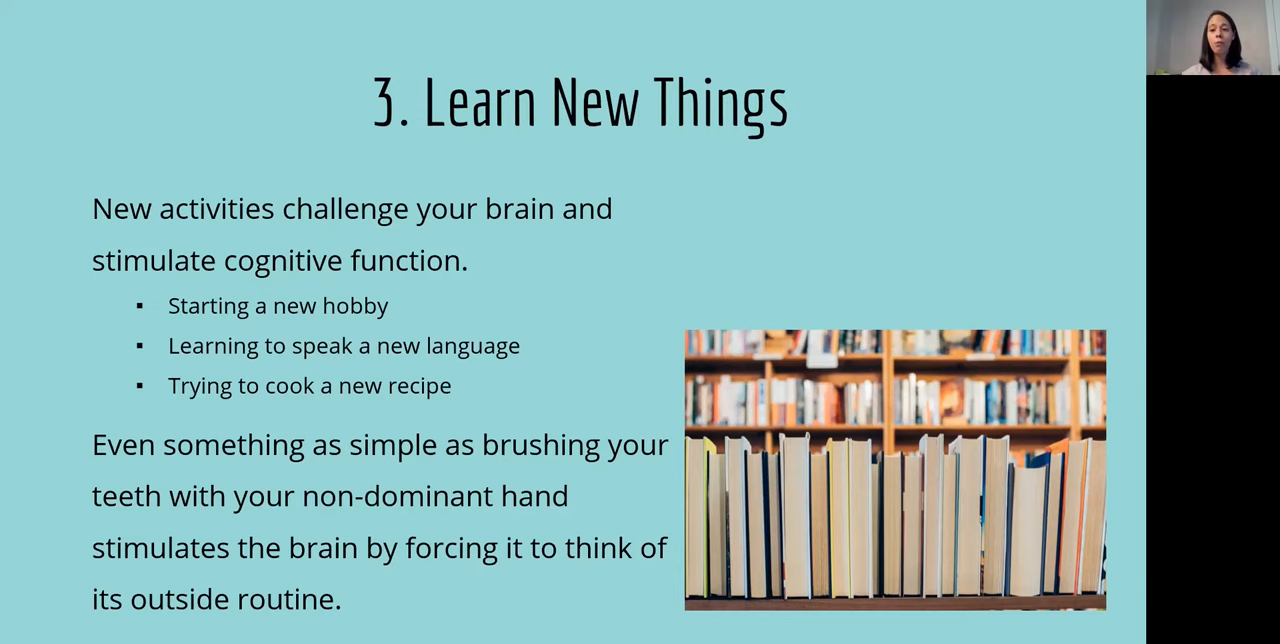 3. Learn New Things
New activities challenge your brain and
stimulate cognitive function.
▪ Starting a new hobby
▪ Learning to speak a new language
▪ Trying to cook a new recipe
Even something as simple as brushing your
teeth with your non-dominant hand
stimulates the brain by forcing it to think of
its outside routine.